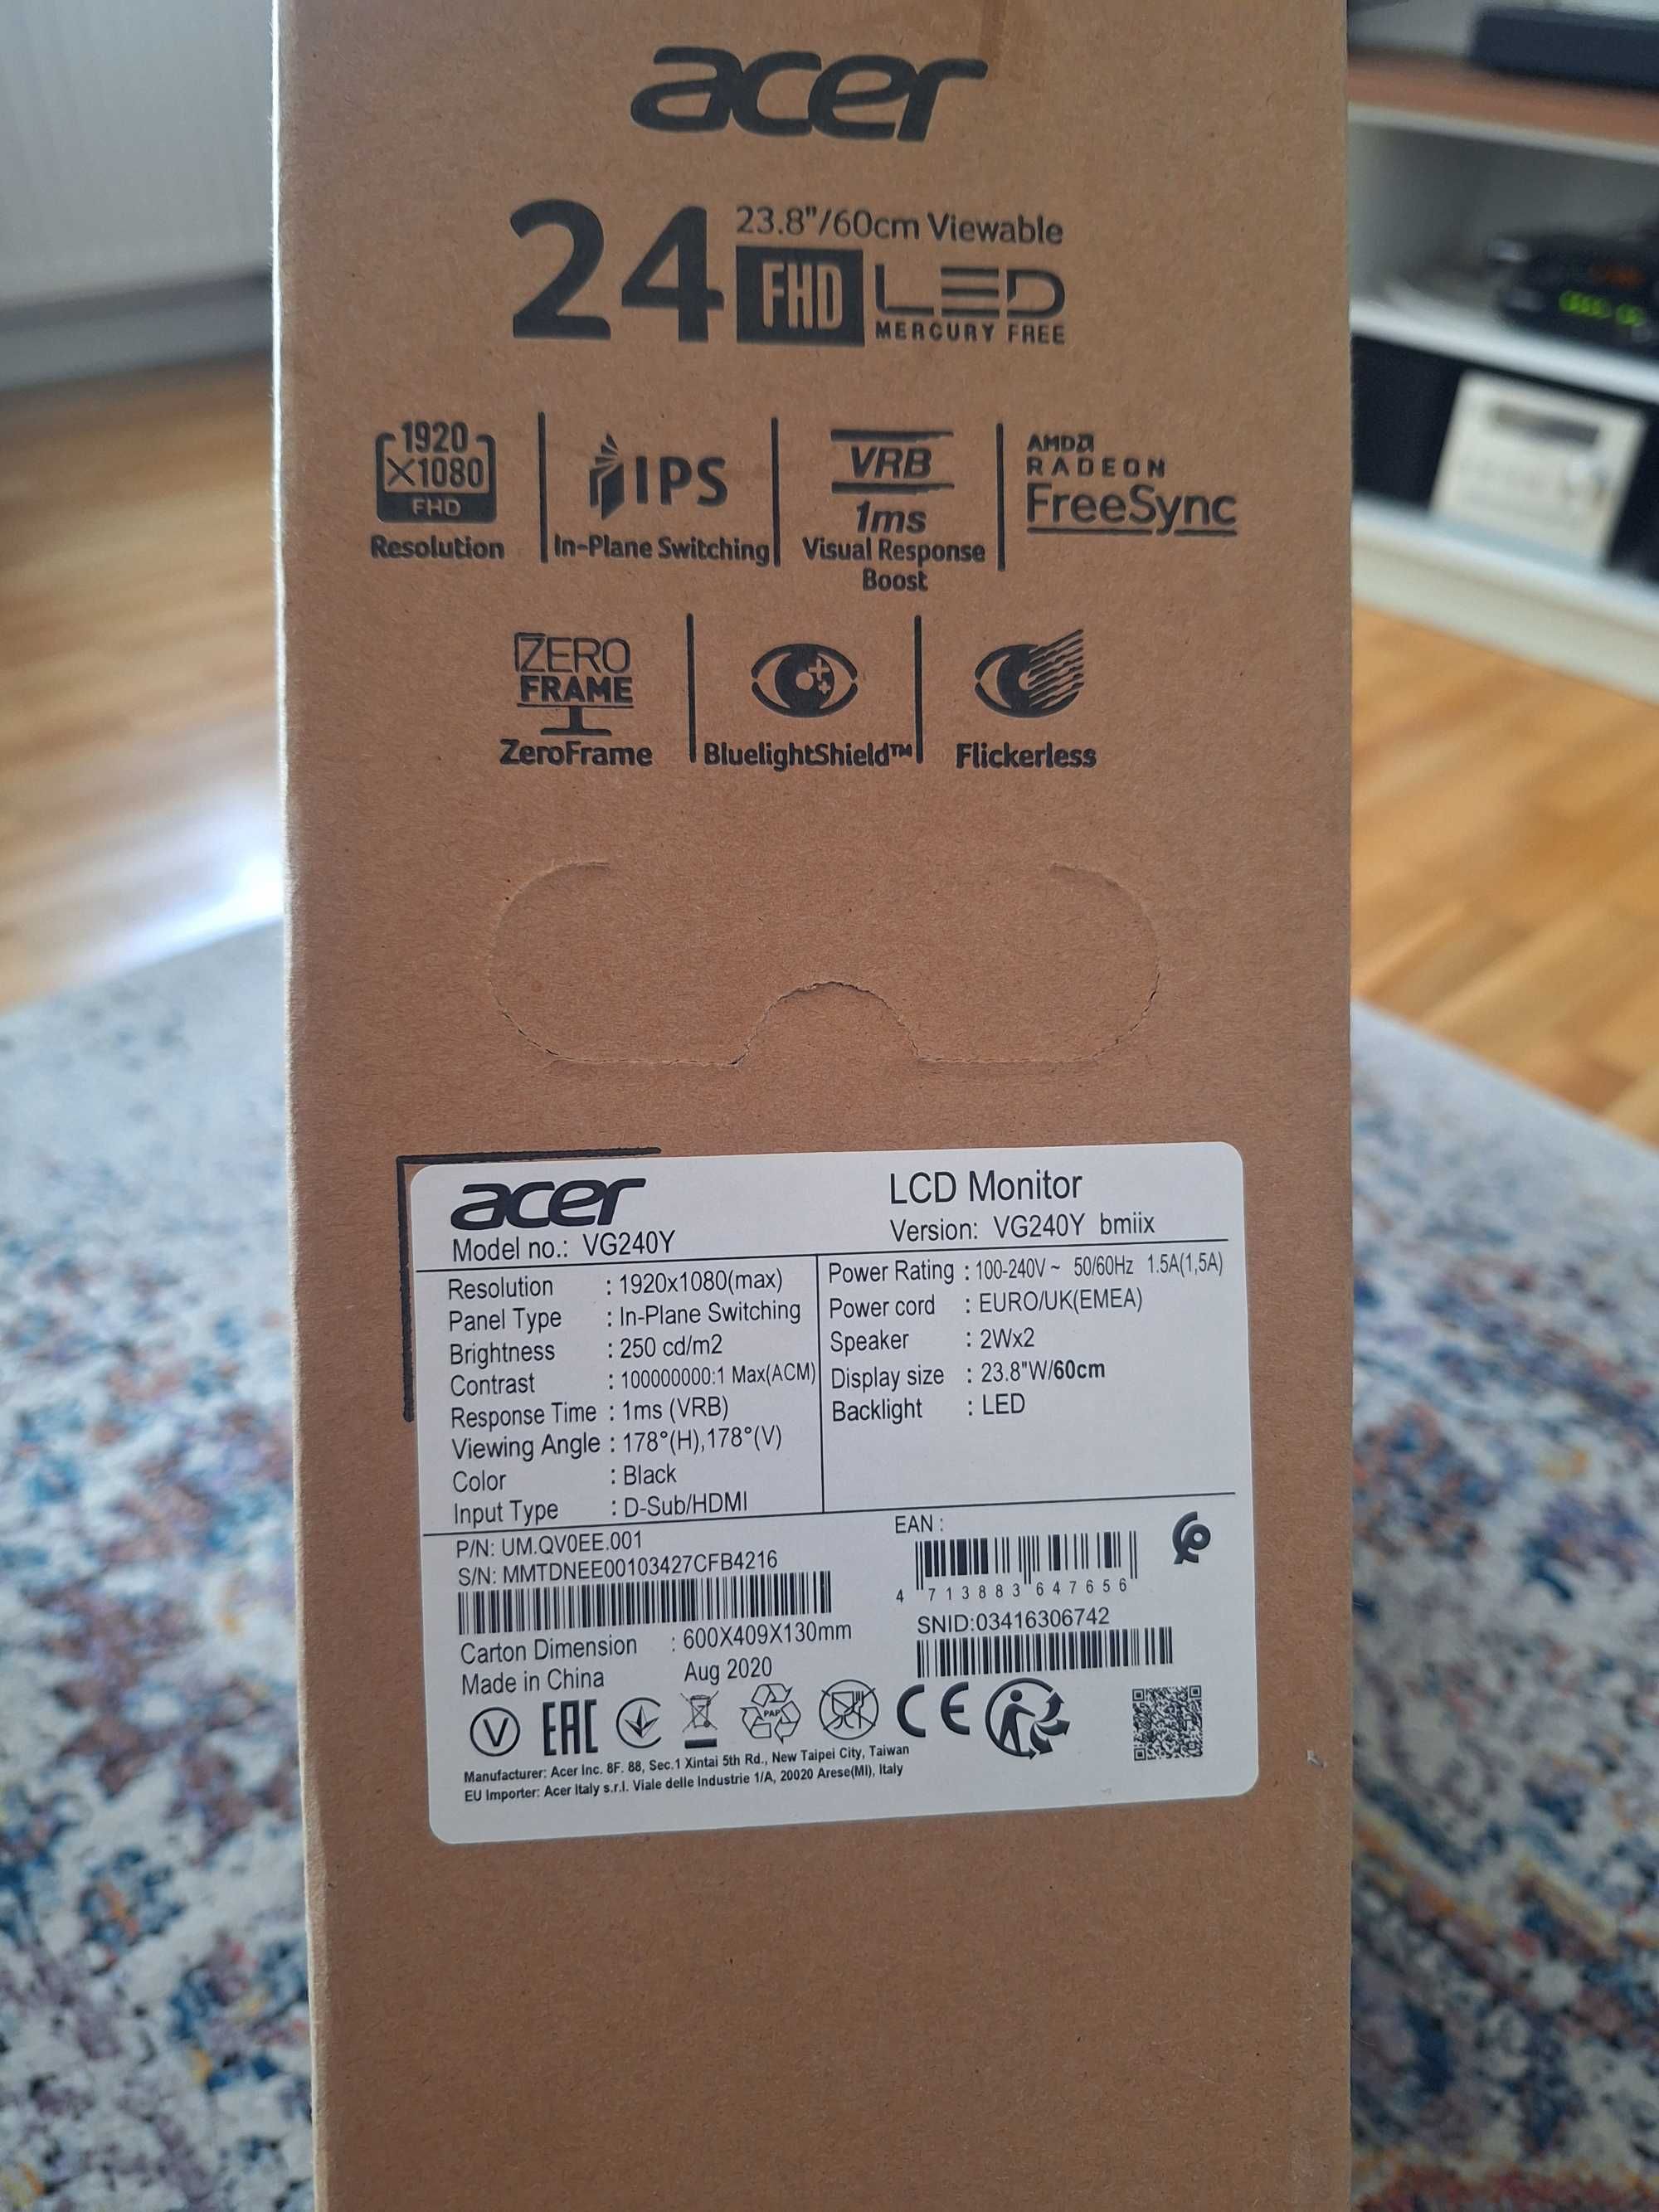 acer
24 23.8"/60cm Viewable
FHD LED
MERCURY FREE
1920
X1080
FHD
Resolution
IPS
In-Plane Switching
VRB
1ms
Visual Response
Boost
AMD
RADEON
FreeSync
ZERO
FRAME
ZeroFrame
BluelightShield™
Flickerless
acer
Model no.: VG240Y
LCD Monitor
Version: VG240Y bmiix
Resolution : 1920x1080(max)
Panel Type : In-Plane Switching
Brightness : 250 cd/m2
Contrast : 100000000:1 Max(ACM)
Response Time : 1ms (VRB)
Viewing Angle : 178°(H),178°(V)
Color : Black
Input Type : D-Sub/HDMI
Power Rating : 100-240V~ 50/60Hz 1.5A(1,5A)
Power cord : EURO/UK(EMEA)
Speaker : 2Wx2
Display size : 23.8"W/60cm
Backlight : LED
P/N: UM.QV0EE.001
S/N: MMTDNEE00103427CFB4216
EAN :
4 713883 647656
SNID:03416306742
Carton Dimension : 600X409X130mm
Made in China Aug 2020
V EAC PAP CE
Manufacturer: Acer Inc. 8F. 88, Sec.1 Xintai 5th Rd., New Taipei City, Taiwan
EU Importer: Acer Italy s.r.l. Viale delle Industrie 1/A, 20020 Arese(MI), Italy